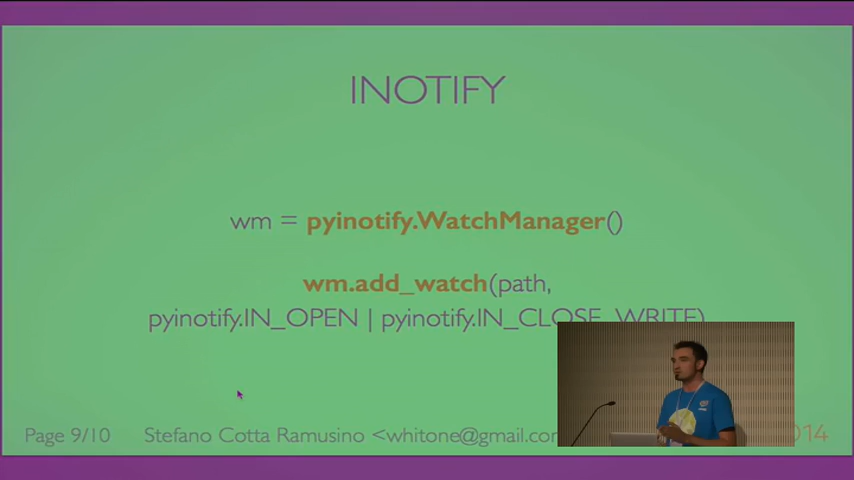 INOTIFY
wm = pyinotify.WatchManager()
wm.add_watch(path,
pyinotify.IN_OPEN | pyinotify.IN_CLOSE_WRITE)
Page 9/10 Stefano Cotta Ramusino <whitone@gmail.com 014